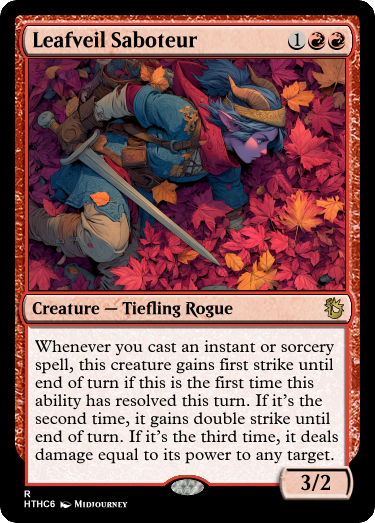 Leafveil Saboteur 1
Creature — Tiefling Rogue
Whenever you cast an instant or sorcery
spell, this creature gains first strike until
end of turn if this is the first time this
ability has resolved this turn. If it's the
second time, it gains double strike until
end of turn. If it's the third time, it deals
damage equal to its power to any target.
3/2
R
HTHC6 Midjourney